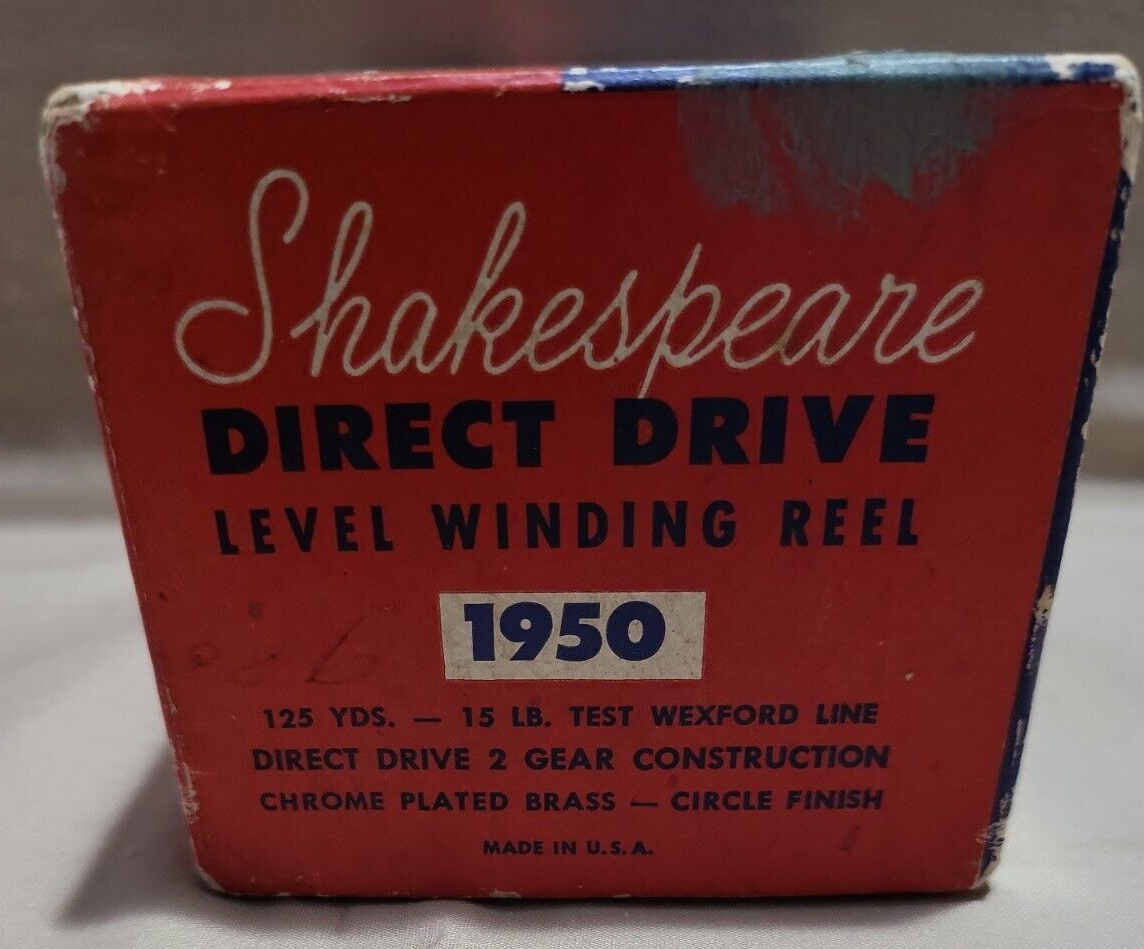 Shakespeare
DIRECT DRIVE
LEVEL WINDING REEL
1950
125 YDS. — 15 LB. TEST WEXFORD LINE
DIRECT DRIVE 2 GEAR CONSTRUCTION
CHROME PLATED BRASS — CIRCLE FINISH
MADE IN U.S.A.